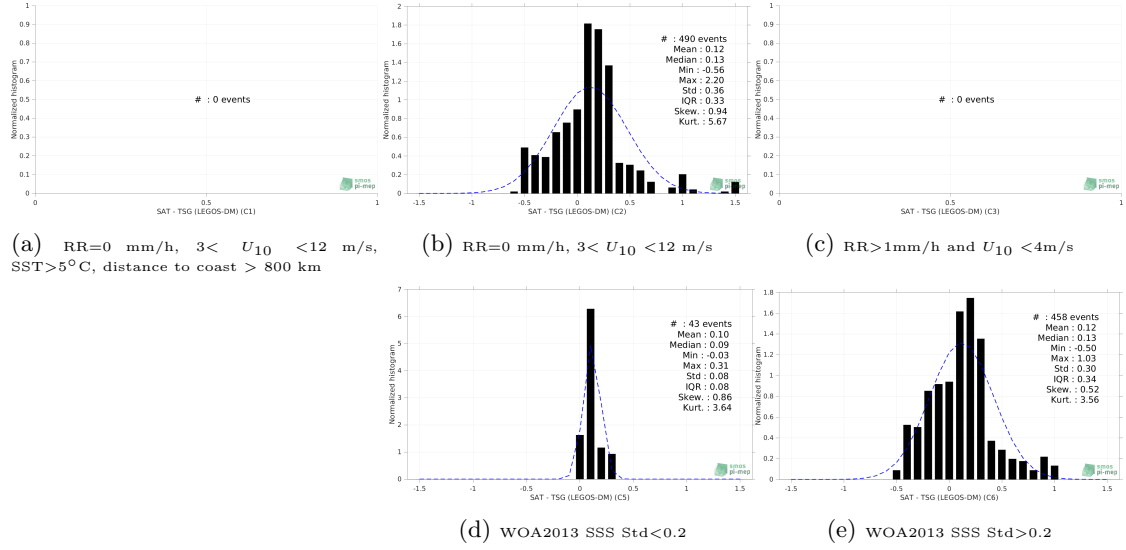 1
0.9
0.8
0.7
0.6
0.5
0.4
0.3
0.2
0.1
0
Normalized histogram
# : 0 events
smos
pi-mep
0 0.5 1
SAT - TSG (LEGOS-DM) (C1)
(a) RR=0 mm/h, 3< U10 <12 m/s,
SST>5°C, distance to coast > 800 km
2
1.8
1.6
1.4
1.2
1
0.8
0.6
0.4
0.2
0
Normalized histogram
# : 490 events
Mean : 0.12
Median : 0.13
Min : -0.56
Max : 2.20
Std : 0.36
IQR : 0.33
Skew. : 0.94
Kurt. : 5.67
smos
pi-mep
-1.5 -1 -0.5 0 0.5 1 1.5
SAT - TSG (LEGOS-DM) (C2)
(b) RR=0 mm/h, 3< U10 <12 m/s
1
0.9
0.8
0.7
0.6
0.5
0.4
0.3
0.2
0.1
0
Normalized histogram
# : 0 events
smos
pi-mep
0 0.5 1
SAT - TSG (LEGOS-DM) (C3)
(c) RR>1mm/h and U10 <4m/s
7
6
5
4
3
2
1
0
Normalized histogram
# : 43 events
Mean : 0.10
Median : 0.09
Min : -0.03
Max : 0.31
Std : 0.08
IQR : 0.08
Skew. : 0.86
Kurt. : 3.64
smos
pi-mep
-1.5 -1 -0.5 0 0.5 1 1.5
SAT - TSG (LEGOS-DM) (C5)
(d) WOA2013 SSS Std<0.2
1.8
1.6
1.4
1.2
1
0.8
0.6
0.4
0.2
0
Normalized histogram
# : 458 events
Mean : 0.12
Median : 0.13
Min : -0.50
Max : 1.03
Std : 0.30
IQR : 0.34
Skew. : 0.52
Kurt. : 3.56
smos
pi-mep
-1.5 -1 -0.5 0 0.5 1 1.5
SAT - TSG (LEGOS-DM) (C6)
(e) WOA2013 SSS Std>0.2